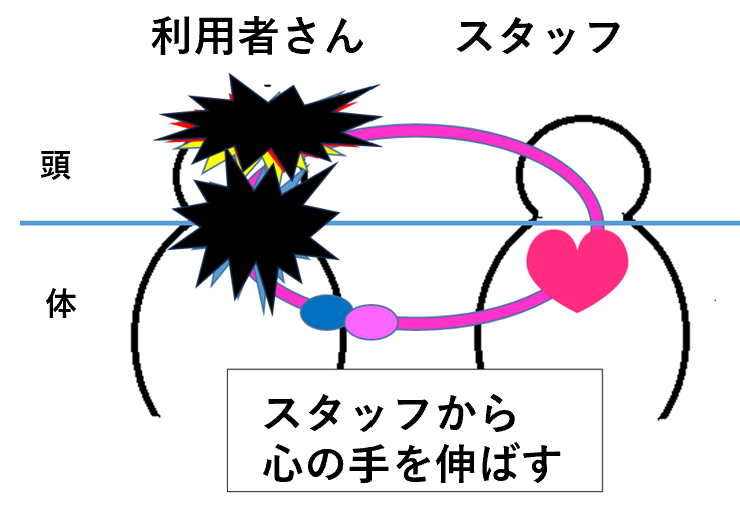 利用者さん
スタッフ
頭
体
スタッフから
心の手を伸ばす